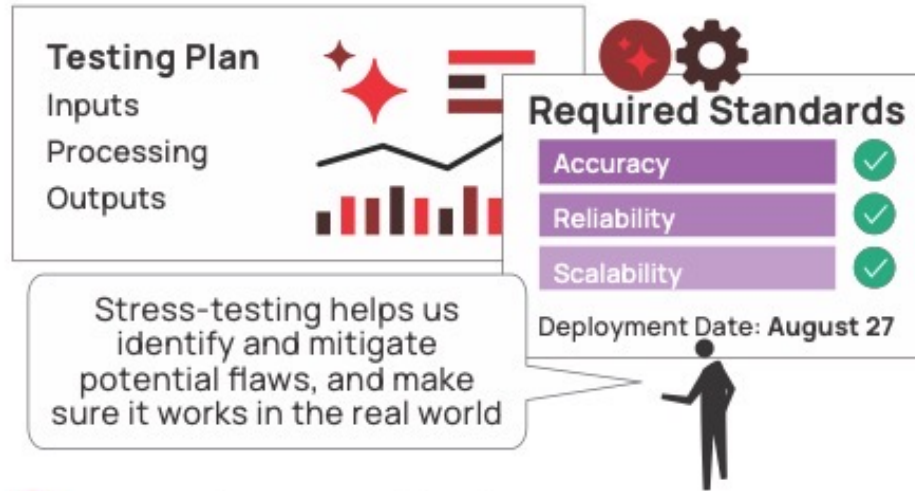 Testing Plan
Inputs
Processing
Outputs
Required Standards
Accuracy
Reliability
Scalability
Deployment Date: August 27
Stress-testing helps us
identify and mitigate
potential flaws, and make
sure it works in the real world